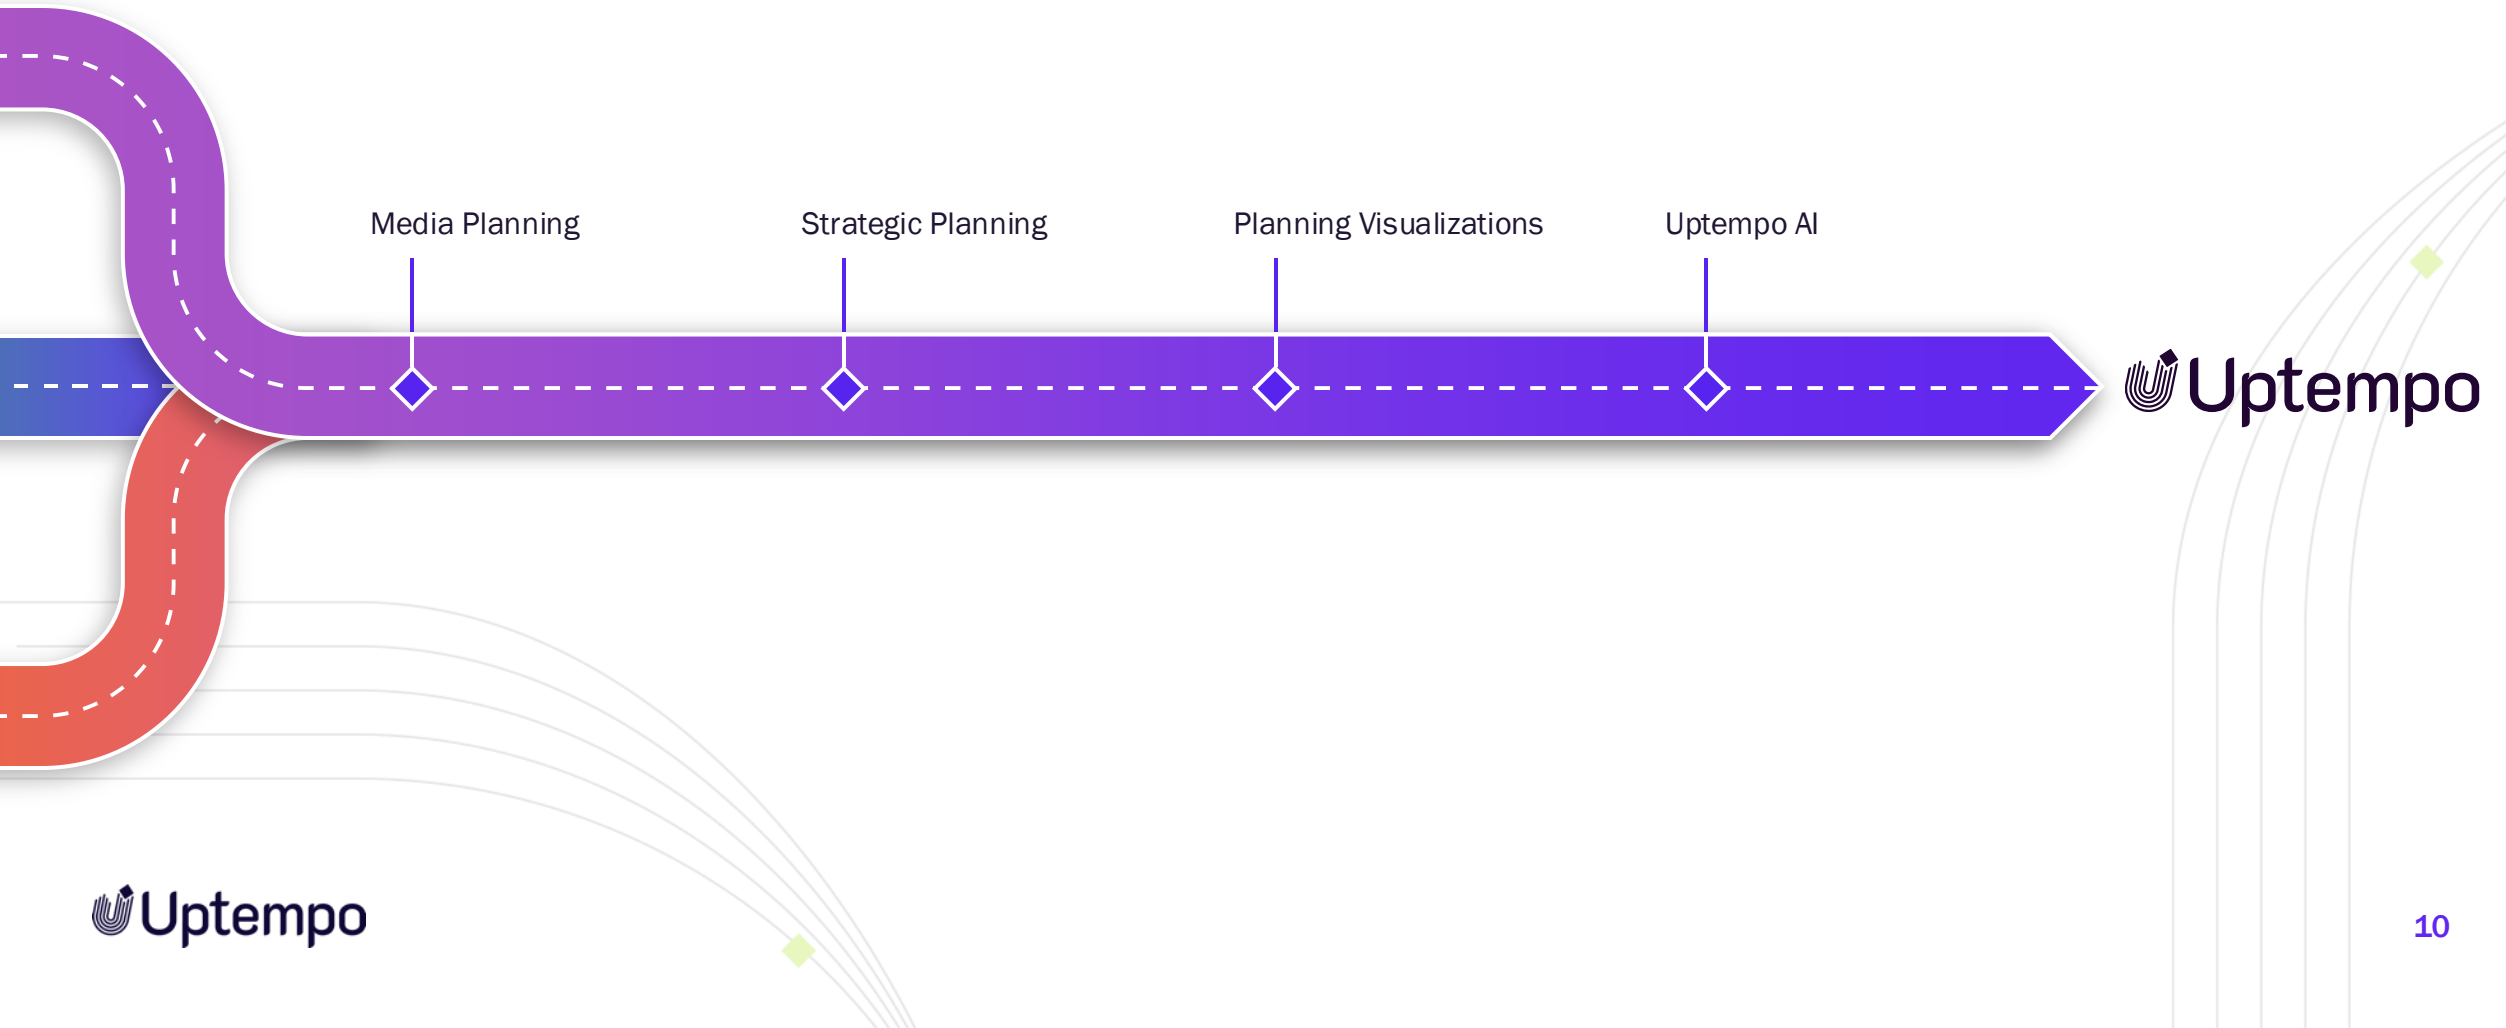 Media Planning
Strategic Planning
Planning Visualizations
Uptempo AI
Uptempo
Uptempo
10